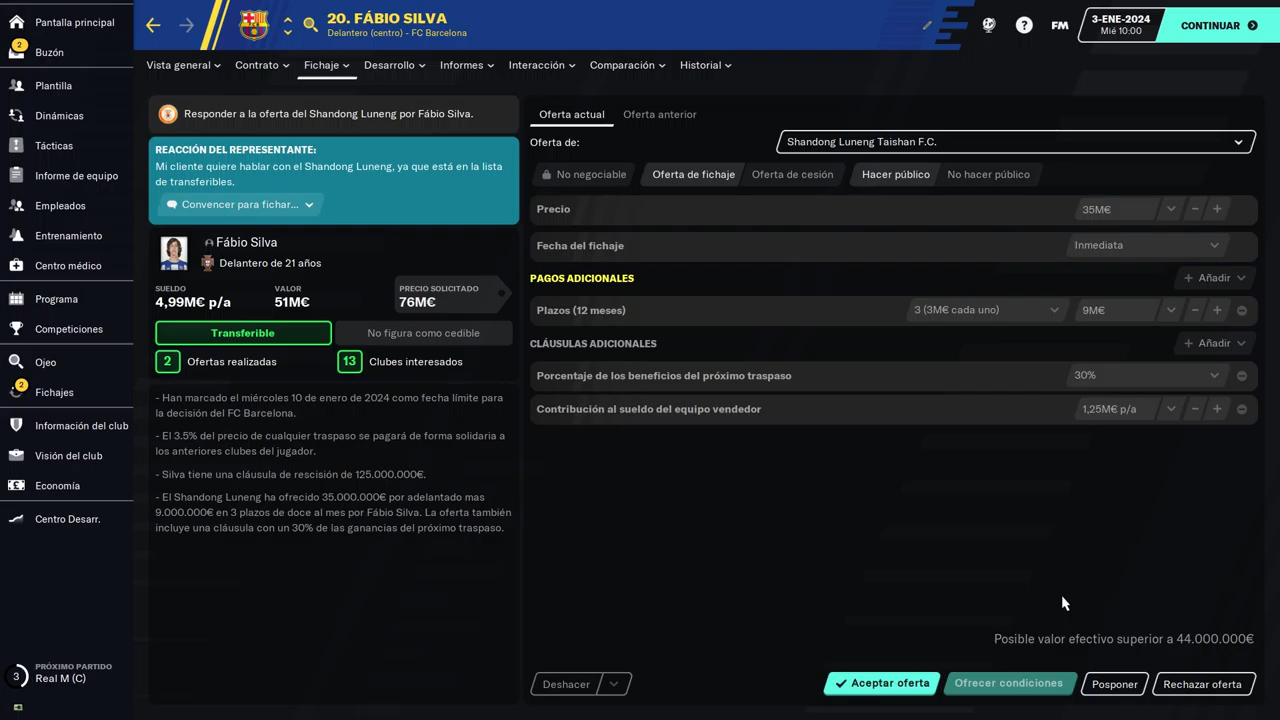 Pantalla principal
2
Buzón
Plantilla
Dinámicas
Tácticas
Informe de equipo
Empleados
Entrenamiento
Centro médico
Programa
Competiciones
Ojeo
2
Fichajes
Información del club
Visión del club
Economía
Centro Desarr.
3
PRÓXIMO PARTIDO
Real M (C)
20. FÁBIO SILVA
Delantero (centro) - FC Barcelona
?
FM
3-ENE-2024
Mié 10:00
CONTINUAR
Vista general
Contrato
Fichaje
Desarrollo
Informes
Interacción
Comparación
Historial
Responder a la oferta del Shandong Luneng por Fábio Silva.
REACCIÓN DEL REPRESENTANTE:
Mi cliente quiere hablar con el Shandong Luneng, ya que está en la lista
de transferibles.
Convencer para fichar...
Fábio Silva
Delantero de 21 años
SUELDO
4,99M€ p/a
VALOR
51M€
PRECIO SOLICITADO
76M€
Transferible
No figura como cedible
2 Ofertas realizadas
13 Clubes interesados
- Han marcado el miércoles 10 de enero de 2024 como fecha límite para
la decisión del FC Barcelona.
- El 3.5% del precio de cualquier traspaso se pagará de forma solidaria a
los anteriores clubes del jugador.
- Silva tiene una cláusula de rescisión de 125.000.000€.
- El Shandong Luneng ha ofrecido 35.000.000€ por adelantado mas
9.000.000€ en 3 plazos de doce al mes por Fábio Silva. La oferta también
incluye una cláusula con un 30% de las ganancias del próximo traspaso.
Oferta actual
Oferta anterior
Oferta de:
Shandong Luneng Taishan F.C.
No negociable
Oferta de fichaje
Oferta de cesión
Hacer público
No hacer público
Precio
35M€
Fecha del fichaje
Inmediata
PAGOS ADICIONALES
+ Añadir
Plazos (12 meses)
3 (3M€ cada uno)
9M€
CLÁUSULAS ADICIONALES
+ Añadir
Porcentaje de los beneficios del próximo traspaso
30%
Contribución al sueldo del equipo vendedor
1,25M€ p/a
Posible valor efectivo superior a 44.000.000€
Deshacer
Aceptar oferta
Ofrecer condiciones
Posponer
Rechazar oferta